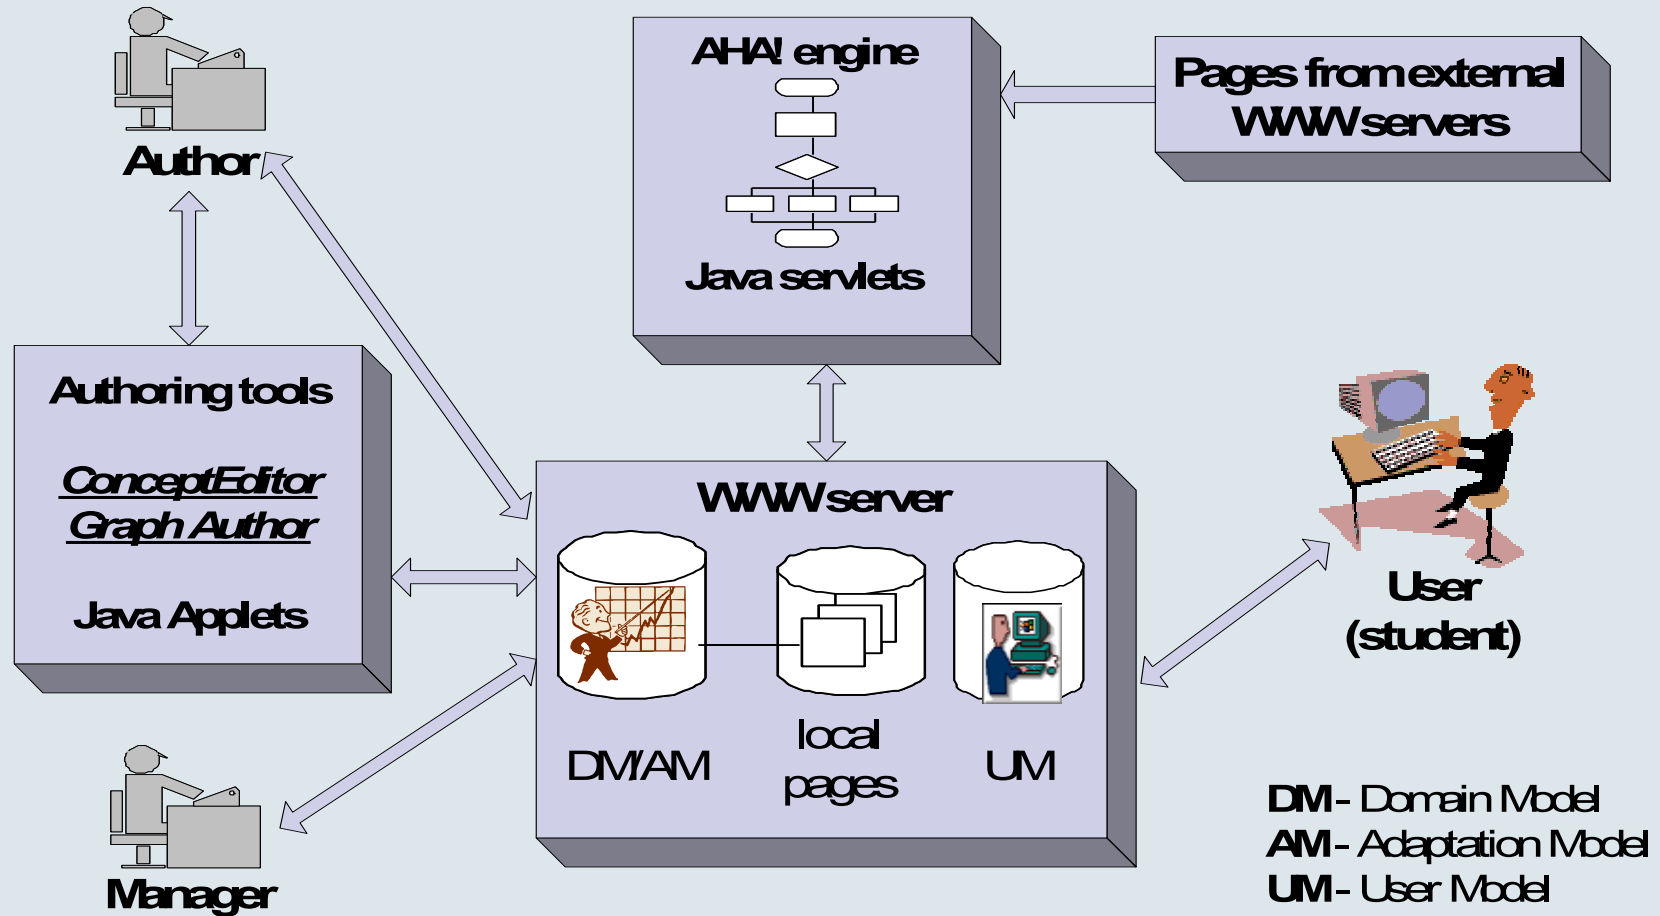 Author
AHA! engine
Java servlets
Pages from external
WWW servers
Authoring tools
ConceptEditor
Graph Author
Java Applets
WWW server
DM/AM
local
pages
UM
User
(student)
Manager
DM - Domain Model
AM - Adaptation Model
UM - User Model